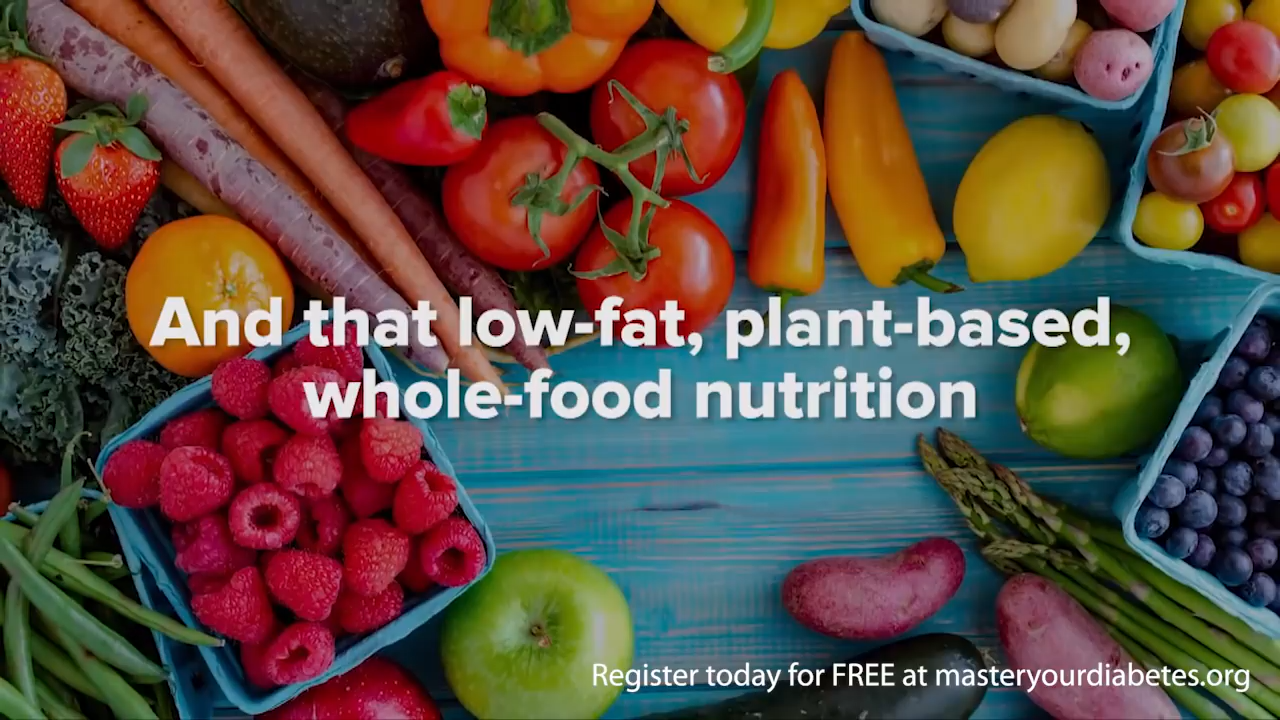 And that low-fat, plant-based,
whole-food nutrition
Register today for FREE at masteryourdiabetes.org